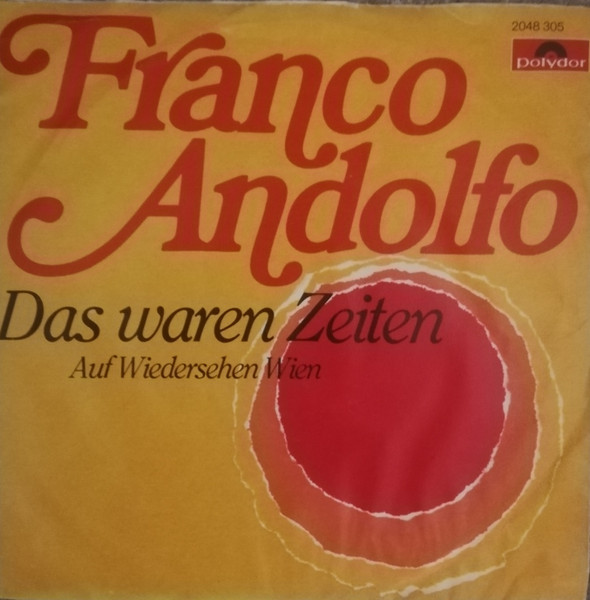 2048 305
polydor
Franco
Andolfo
Das waren Zeiten
Auf Wiedersehen Wien